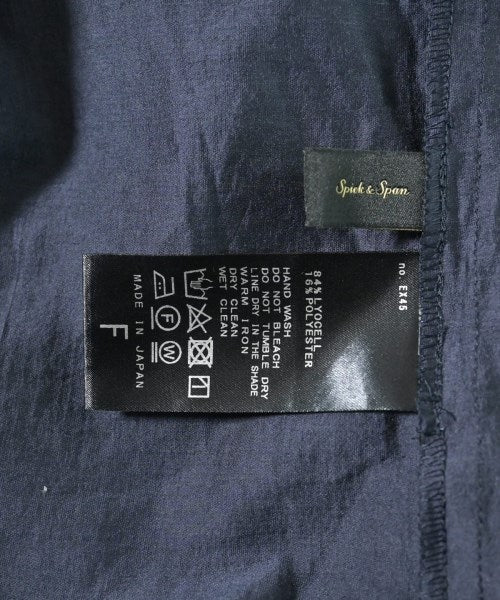 Spick & Span
no. EX45
84% LYOCELL
16% POLYESTER
HAND WASH
DO NOT BLEACH
DO NOT TUMBLE DRY
LINE DRY IN THE SHADE
WARM IRON
DRY CLEAN
WET CLEAN
F W
MADE IN JAPAN
F